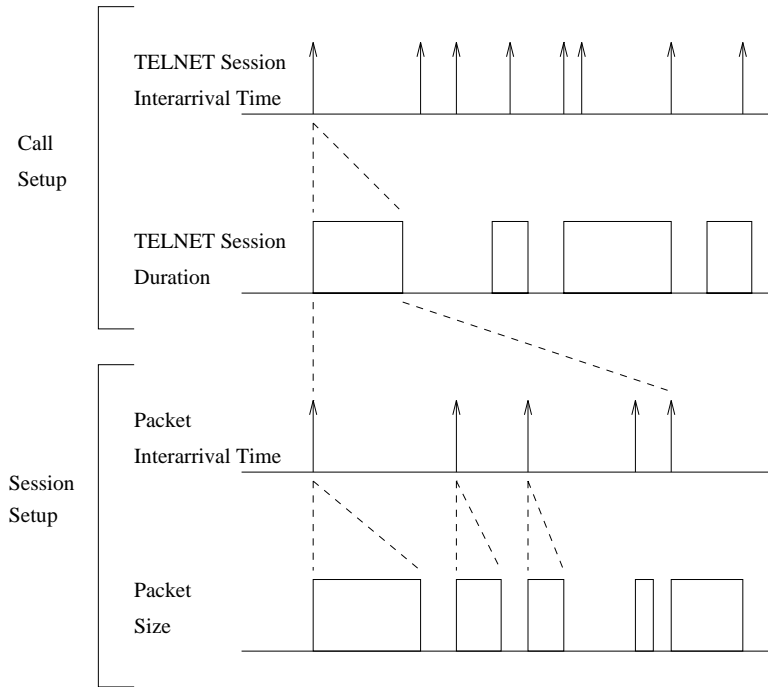 TELNET Session
Interarrival Time
Call
Setup
TELNET Session
Duration
Packet
Interarrival Time
Session
Setup
Packet
Size